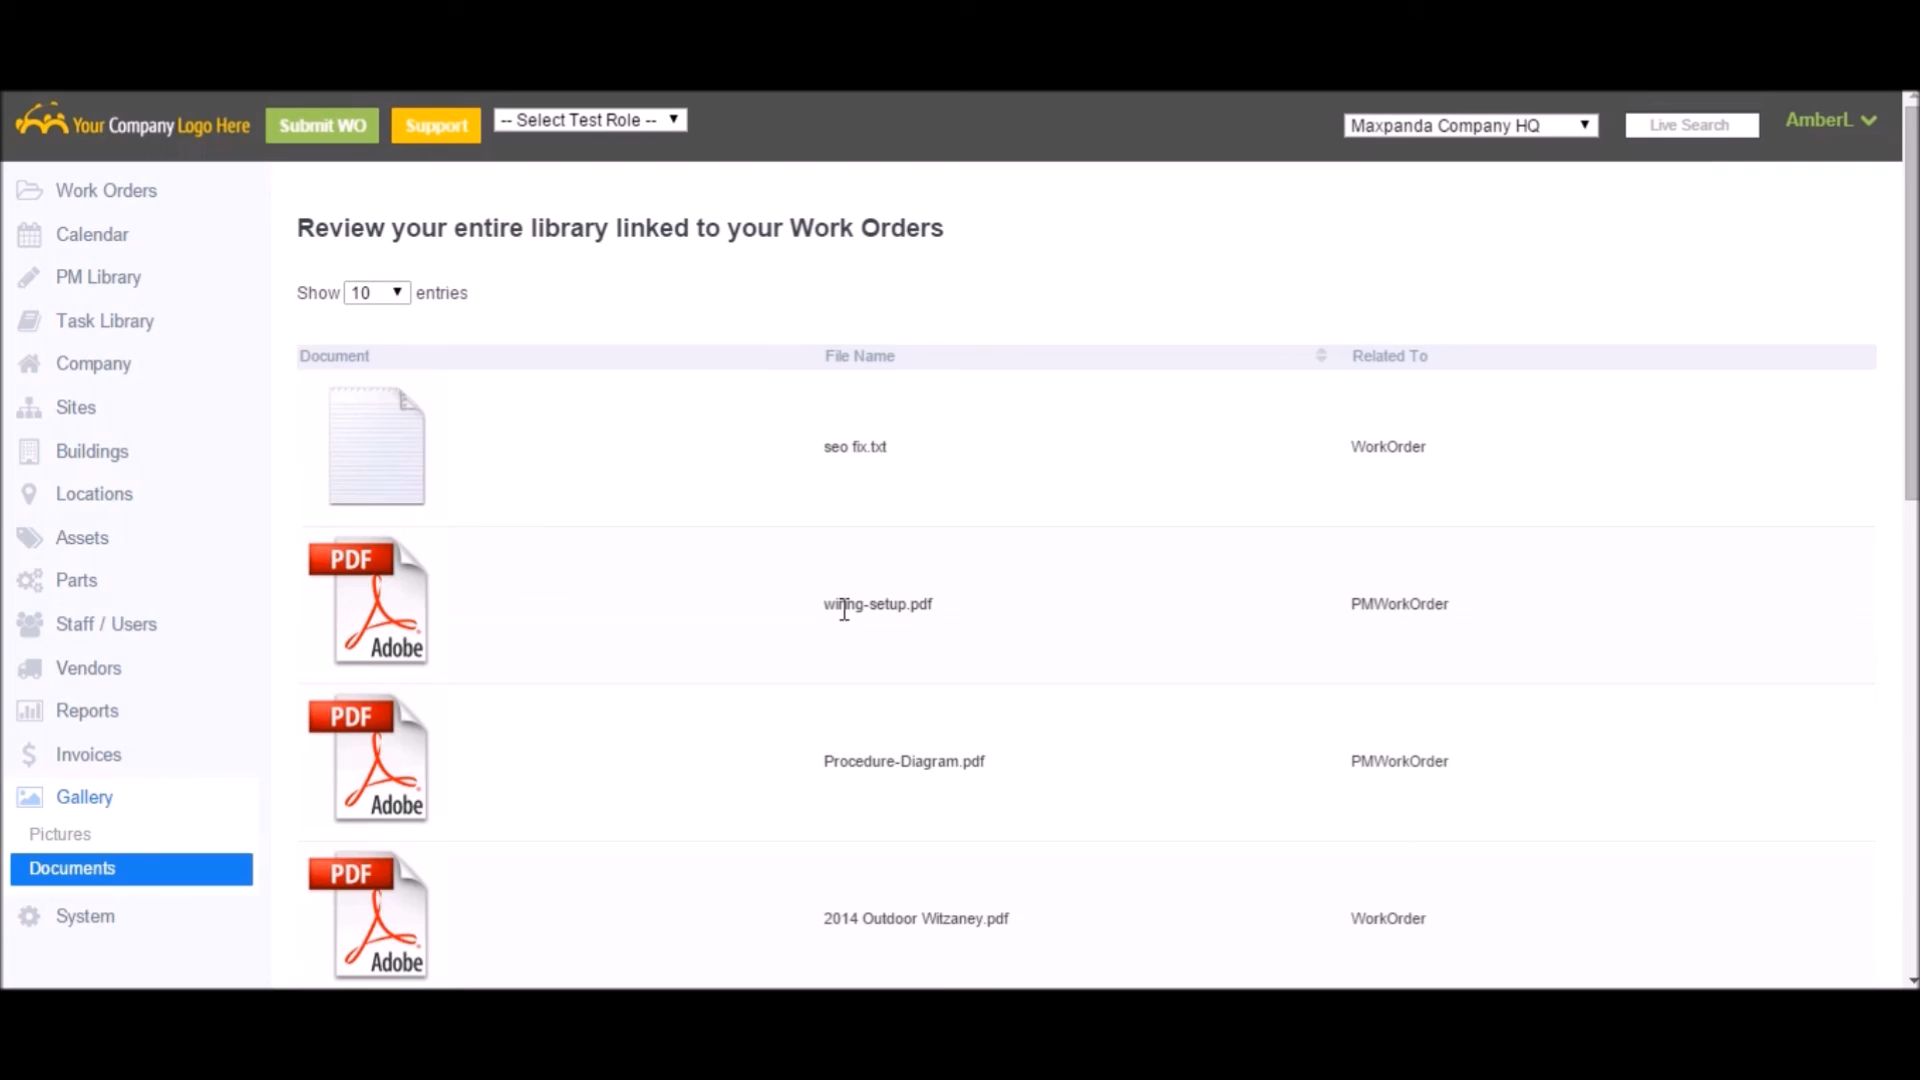 Your Company Logo Here
Submit WO
Support
-- Select Test Role --
Maxpanda Company HQ
Live Search
AmberL
Work Orders
Calendar
PM Library
Task Library
Company
Sites
Buildings
Locations
Assets
Parts
Staff / Users
Vendors
Reports
Invoices
Gallery
Pictures
Documents
System
Review your entire library linked to your Work Orders
Show 10 entries
Document File Name Related To
seo fix.txt WorkOrder
PDF
Adobe
wiring-setup.pdf PMWorkOrder
PDF
Adobe
Procedure-Diagram.pdf PMWorkOrder
PDF
Adobe
2014 Outdoor Witzaney.pdf WorkOrder